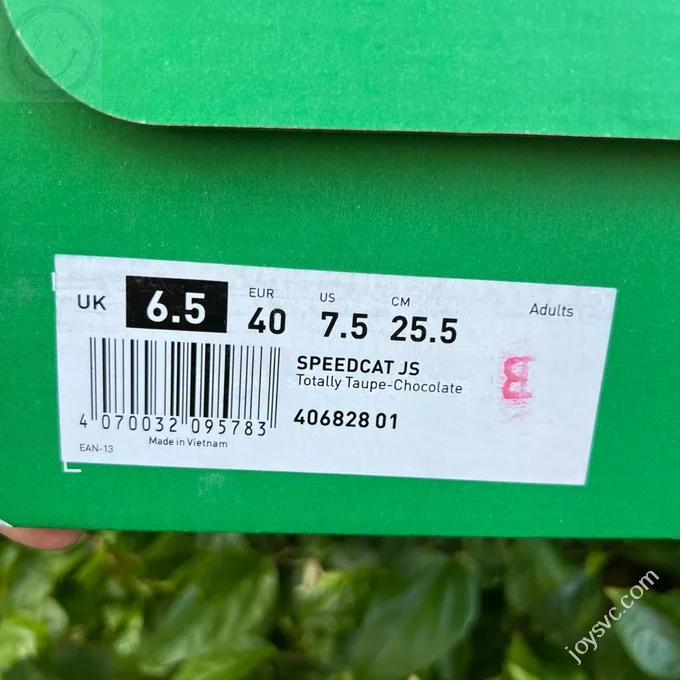 UK 6.5 EUR 40 US 7.5 CM 25.5 Adults
SPEEDCAT JS
Totally Taupe-Chocolate
406828 01
B
4 070032 095783
EAN-13 Made in Vietnam
joysvc.com